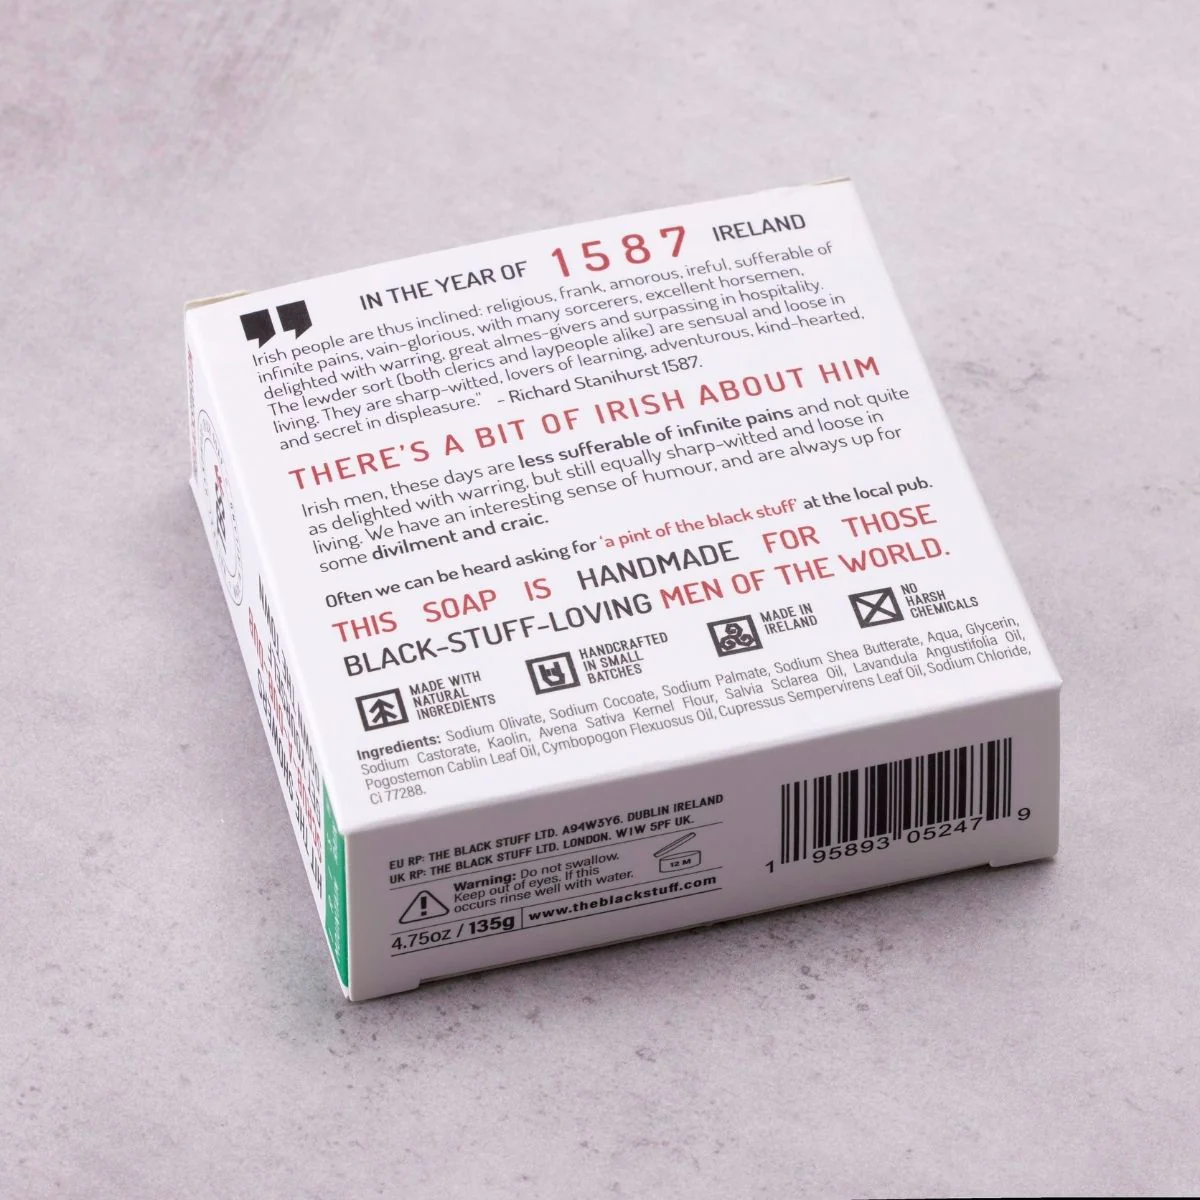 IN THE YEAR OF 1587 IRELAND
Irish people are thus inclined: religious, frank, amorous, ireful, sufferable of
infinite pains, vain-glorious, with many sorcerers, excellent horsemen,
delighted with warring, great almes-givers and surpassing in hospitality.
The lewder sort (both clerics and laypeople alike) are sensual and loose in
living. They are sharp-witted, lovers of learning, adventurous, kind-hearted,
and secret in displeasure." - Richard Stanihurst 1587.
THERE'S A BIT OF IRISH ABOUT HIM
Irish men, these days are less sufferable of infinite pains and not quite
as delighted with warring, but still equally sharp-witted and loose in
living. We have an interesting sense of humour, and are always up for
some divilment and craic.
Often we can be heard asking for 'a pint of the black stuff' at the local pub.
THIS SOAP IS HANDMADE FOR THOSE
BLACK-STUFF-LOVING MEN OF THE WORLD.
MADE WITH
NATURAL
INGREDIENTS
HANDCRAFTED
IN SMALL
BATCHES
MADE IN
IRELAND
NO
HARSH
CHEMICALS
Ingredients: Sodium Olivate, Sodium Cocoate, Sodium Palmate, Sodium Shea Butterate, Aqua, Glycerin,
Sodium Castorate, Kaolin, Avena Sativa Kernel Flour, Salvia Sclarea Oil, Lavandula Angustifolia Oil,
Pogostemon Cablin Leaf Oil, Cymbopogon Flexuosus Oil, Cupressus Sempervirens Leaf Oil, Sodium Chloride,
Ci 77288.
EU RP: THE BLACK STUFF LTD. A94W3Y6. DUBLIN IRELAND
UK RP: THE BLACK STUFF LTD. LONDON. W1W 5PF UK.
Warning: Do not swallow.
Keep out of eyes. If this
occurs rinse well with water.
12 M
4.75oz / 135g www.theblackstuff.com
1 95893 05247 9